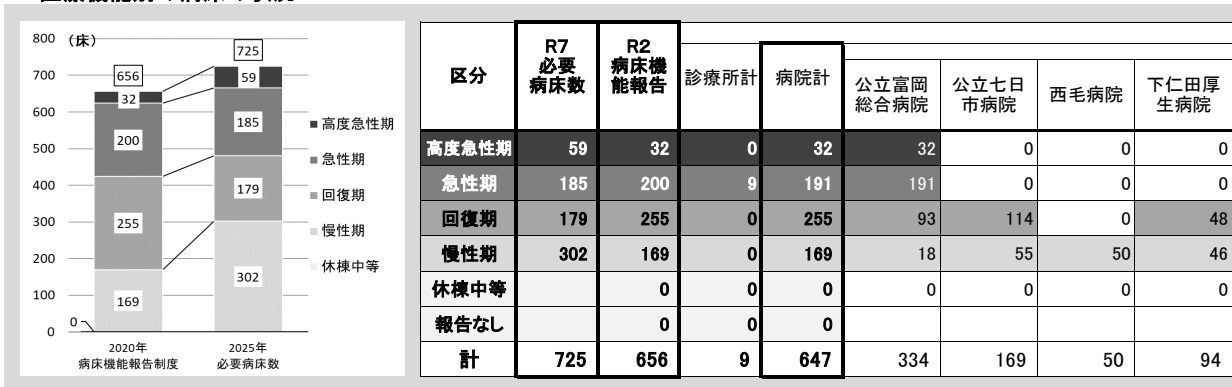 800 (床)
700
600
500
400
300
200
100
0
0
656
32
200
255
169
725
59
185
179
302
2020年
病床機能報告制度
2025年
必要病床数
高度急性期
急性期
回復期
慢性期
休棟中等
区分 R7 必要病床数 R2 病床機能報告 診療所計 病院計 公立富岡総合病院 公立七日市病院 西毛病院 下仁田厚生病院
高度急性期 59 32 0 32 32 0 0 0
急性期 185 200 9 191 191 0 0 0
回復期 179 255 0 255 93 114 0 48
慢性期 302 169 0 169 18 55 50 46
休棟中等 0 0 0 0 0 0 0
報告なし 0 0 0
計 725 656 9 647 334 169 50 94